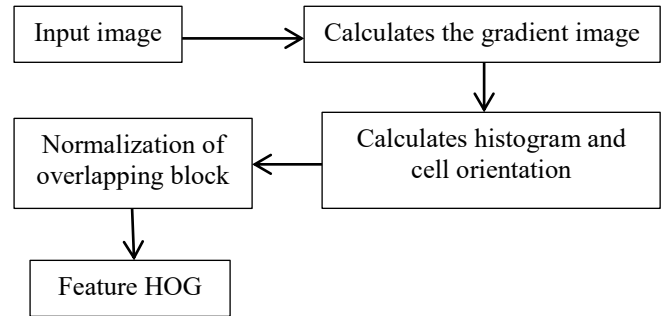 Input image
Calculates the gradient image
Calculates histogram and
cell orientation
Normalization of
overlapping block
Feature HOG